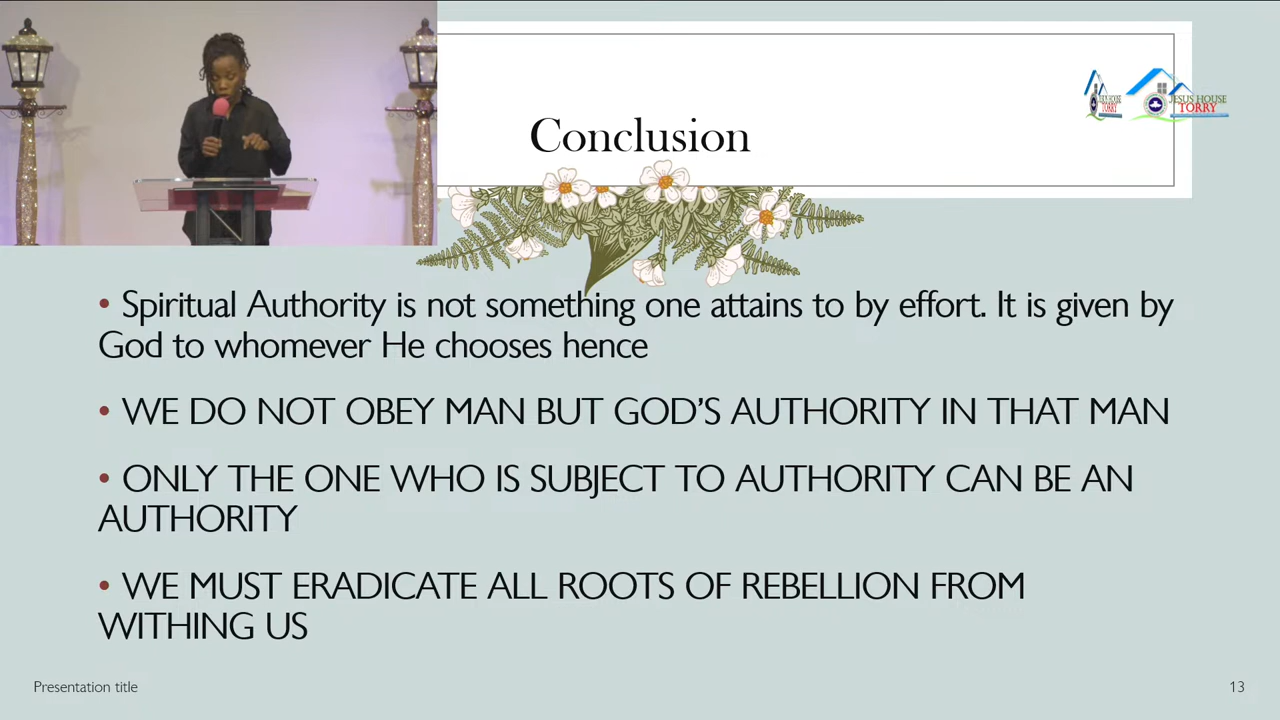 Conclusion
JESUS HOUSE
TORRY
JESUS HOUSE
TORRY
• Spiritual Authority is not something one attains to by effort. It is given by
God to whomever He chooses hence
• WE DO NOT OBEY MAN BUT GOD’S AUTHORITY IN THAT MAN
• ONLY THE ONE WHO IS SUBJECT TO AUTHORITY CAN BE AN
AUTHORITY
• WE MUST ERADICATE ALL ROOTS OF REBELLION FROM
WITHING US
Presentation title
13